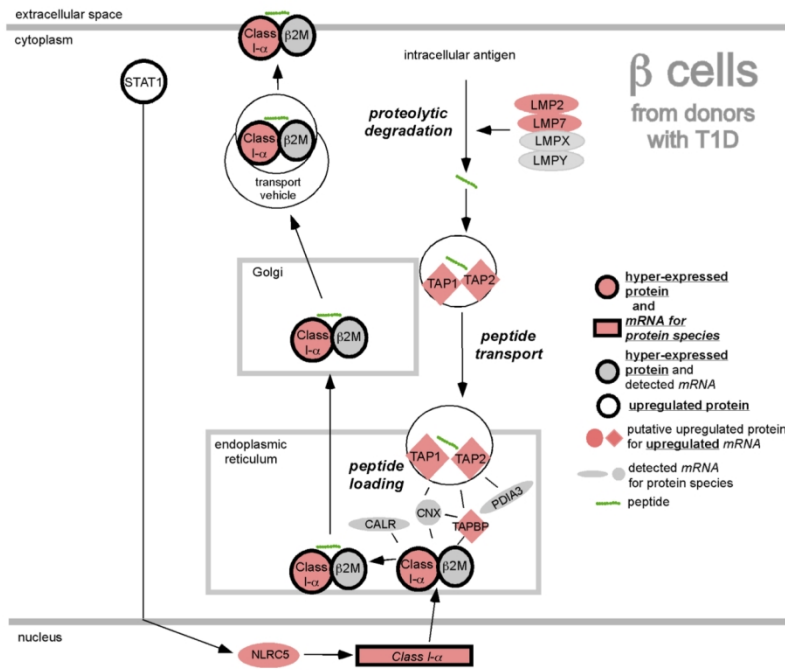 extracellular space
cytoplasm
Class
I-α
β2M
STAT1
Class
I-α
β2M
transport
vehicle
intracellular antigen
proteolytic
degradation
LMP2
LMP7
LMPX
LMPY
β cells
from donors
with T1D
TAP1
TAP2
peptide
transport
Golgi
Class
I-α
β2M
endoplasmic
reticulum
peptide
loading
TAP1
TAP2
PDIA3
CNX
TAPBP
CALR
Class
I-α
β2M
Class
I-α
β2M
nucleus
NLRC5
Class I-α
hyper-expressed
protein
and
mRNA for
protein species
hyper-expressed
protein and
detected mRNA
upregulated protein
putative upregulated protein
for upregulated mRNA
detected mRNA
for protein species
peptide